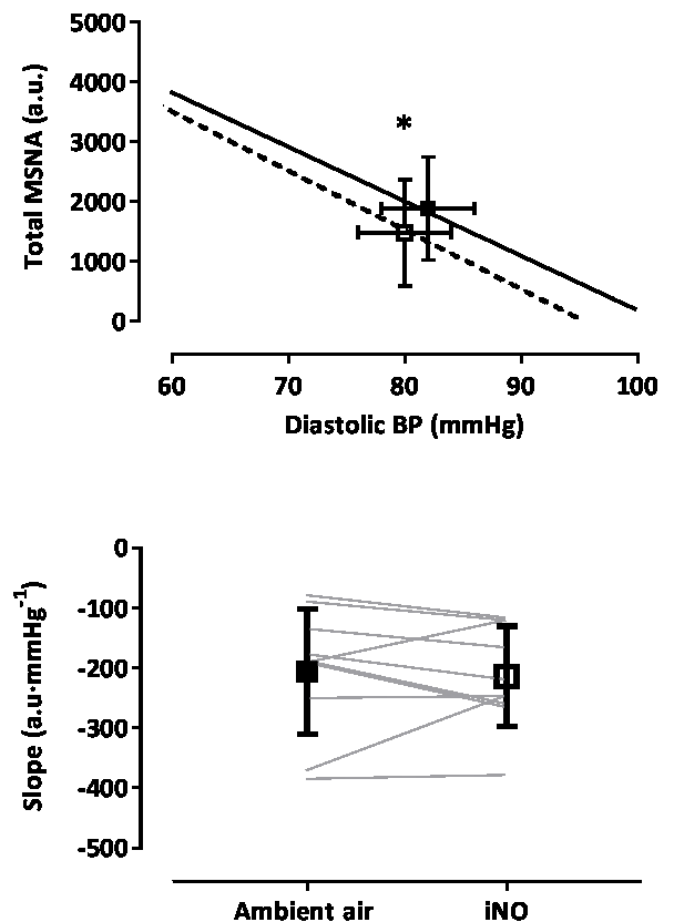 5000
4000
3000
2000
1000
0
Total MSNA (a.u.)
*
60 70 80 90 100
Diastolic BP (mmHg)
0
-100
-200
-300
-400
-500
Slope (a.u·mmHg⁻¹)
Ambient air iNO